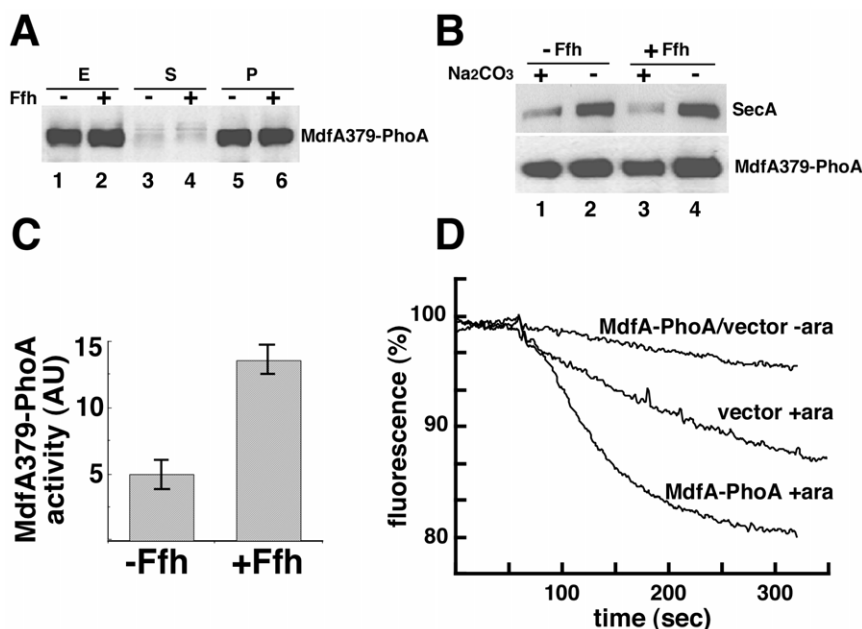 A
E S P
Ffh - + - + - +
MdfA379-PhoA
1 2 3 4 5 6
B
- Ffh + Ffh
Na2CO3 + - + -
SecA
MdfA379-PhoA
1 2 3 4
C
MdfA379-PhoA
activity (AU)
15
10
5
-Ffh +Ffh
D
fluorescence (%)
100
90
80
MdfA-PhoA/vector -ara
vector +ara
MdfA-PhoA +ara
100 200 300
time (sec)